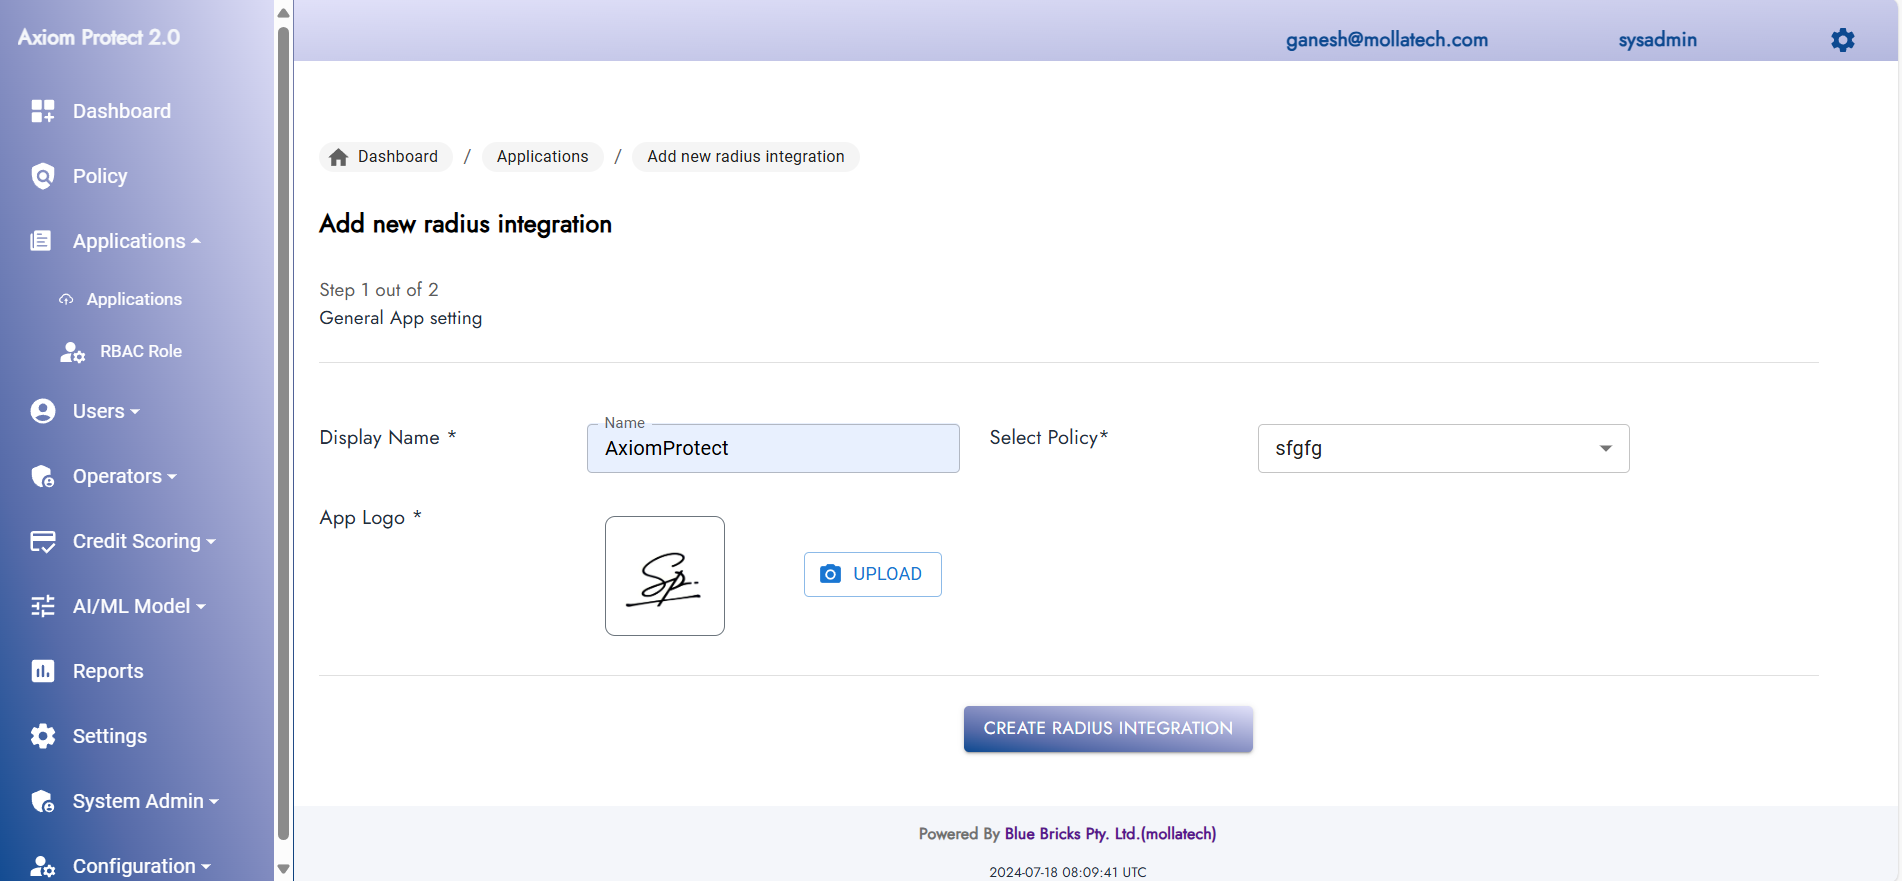 Axiom Protect 2.0
ganesh@mollatech.com
sysadmin
Dashboard
Policy
Applications
Applications
RBAC Role
Users
Operators
Credit Scoring
AI/ML Model
Reports
Settings
System Admin
Configuration
Dashboard / Applications / Add new radius integration
Add new radius integration
Step 1 out of 2
General App setting
Display Name *
Name
AxiomProtect
Select Policy*
sfgfg
App Logo *
Sp.
UPLOAD
CREATE RADIUS INTEGRATION
Powered By Blue Bricks Pty. Ltd.(mollatech)
2024-07-18 08:09:41 UTC